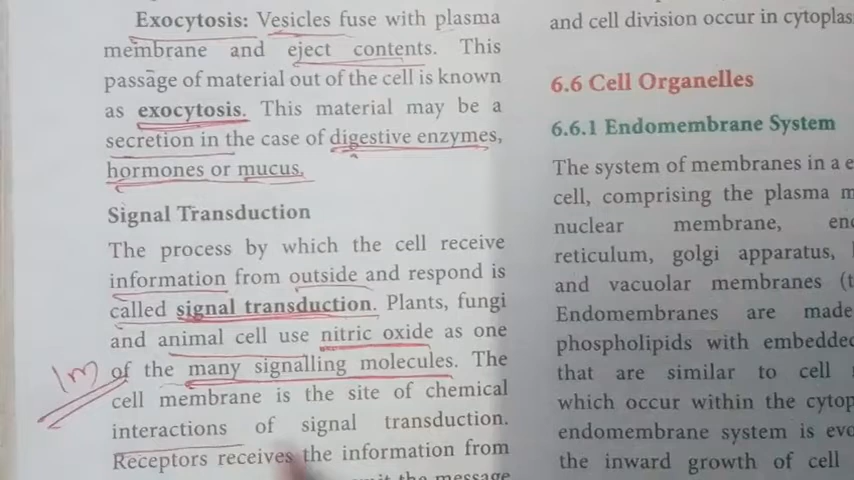 Exocytosis: Vesicles fuse with plasma
membrane and eject contents. This
passage of material out of the cell is known
as exocytosis. This material may be a
secretion in the case of digestive enzymes,
hormones or mucus.
Signal Transduction
The process by which the cell receive
information from outside and respond is
called signal transduction. Plants, fungi
and animal cell use nitric oxide as one
of the many signalling molecules. The
cell membrane is the site of chemical
interactions of signal transduction.
Receptors receives the information from
the message
1m
and cell division occur in
6.6 Cell Organelles
6.6.1 Endomembrane System
The system of membranes in a
cell, comprising the plasma
nuclear membrane,
reticulum, golgi apparatus,
and vacuolar membranes
Endomembranes are made
phospholipids with embedded
that are similar to cell
which occur within the
endomembrane system is
the inward growth of cell